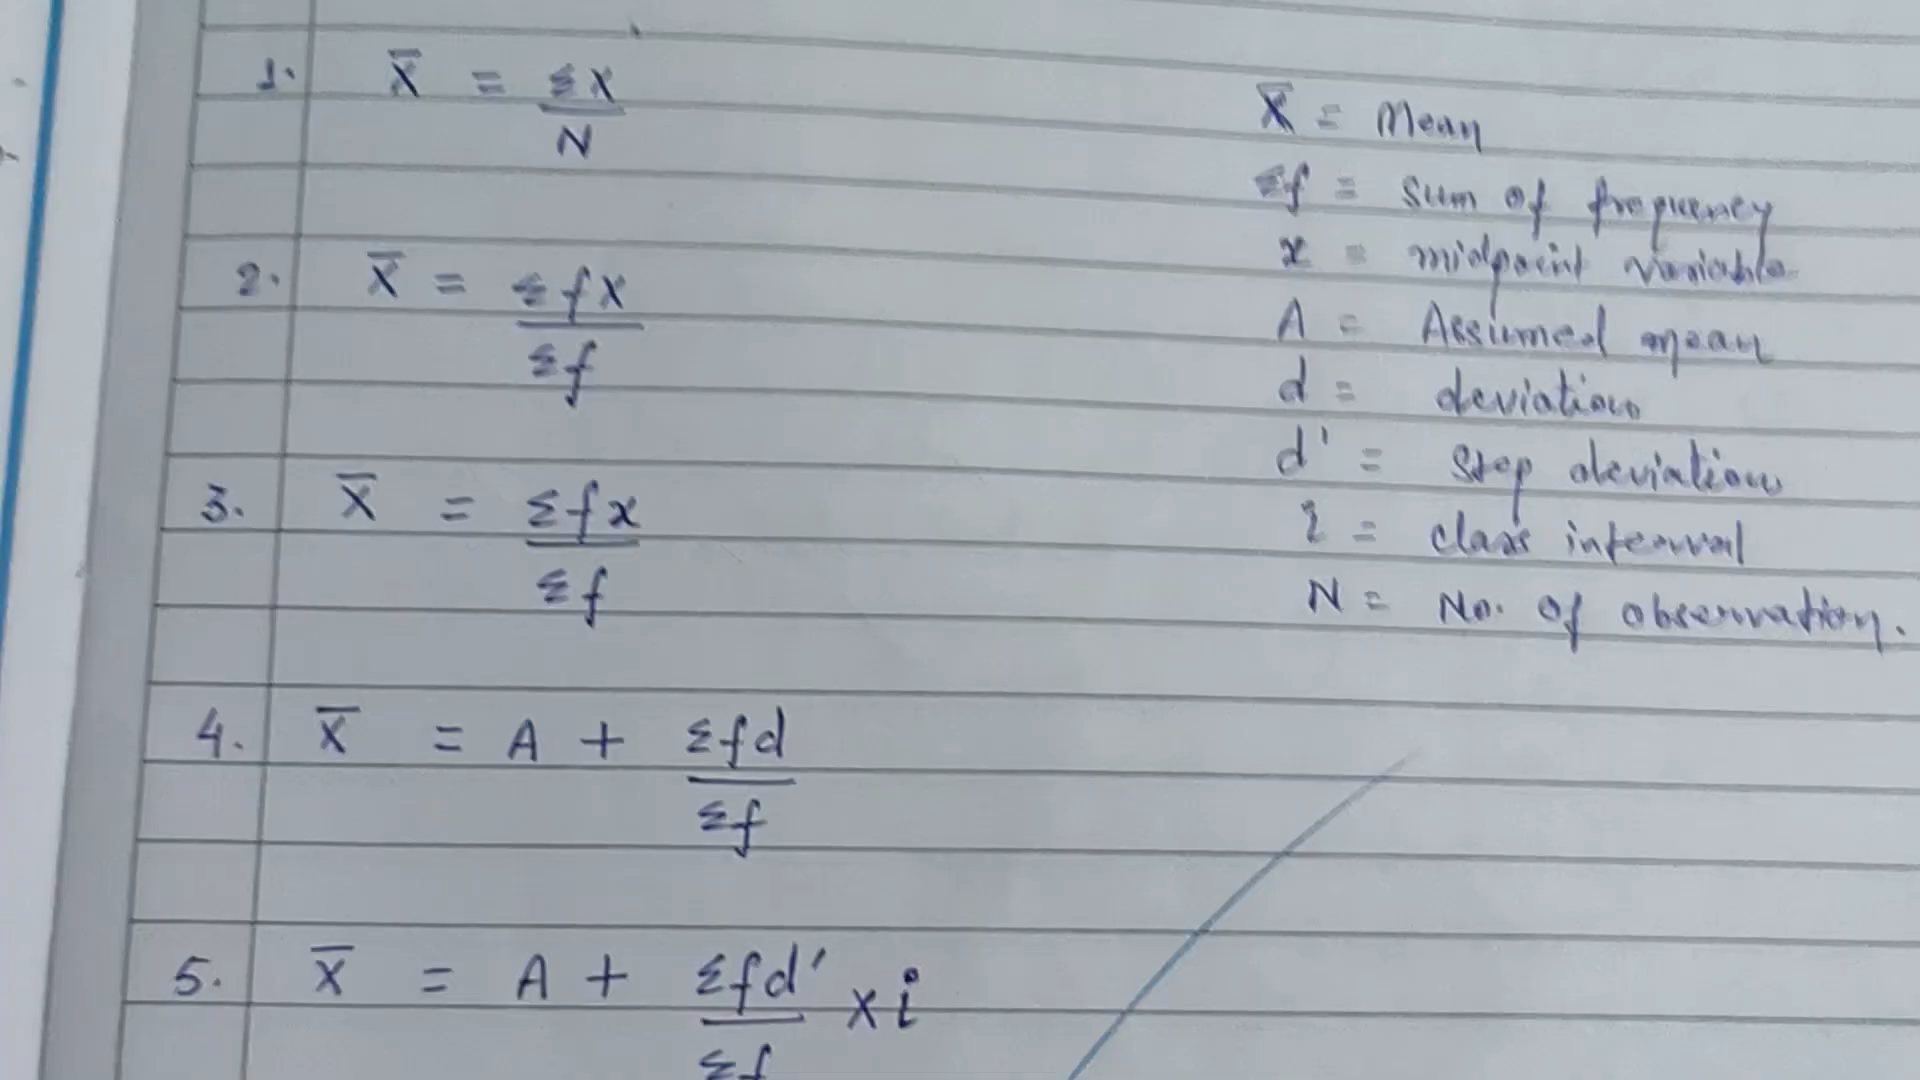 1. X̄ = ΣX
N
2. X̄ = ΣfX
Σf
3. X̄ = Σfx
Σf
4. X̄ = A + Σfd
Σf
5. X̄ = A + Σfd' × i
Σf
X̄ = Mean
Σf = sum of frequency
x = midpoint variable
A = Assumed mean
d = deviation
d' = step deviation
i = class interval
N = No. of observation.